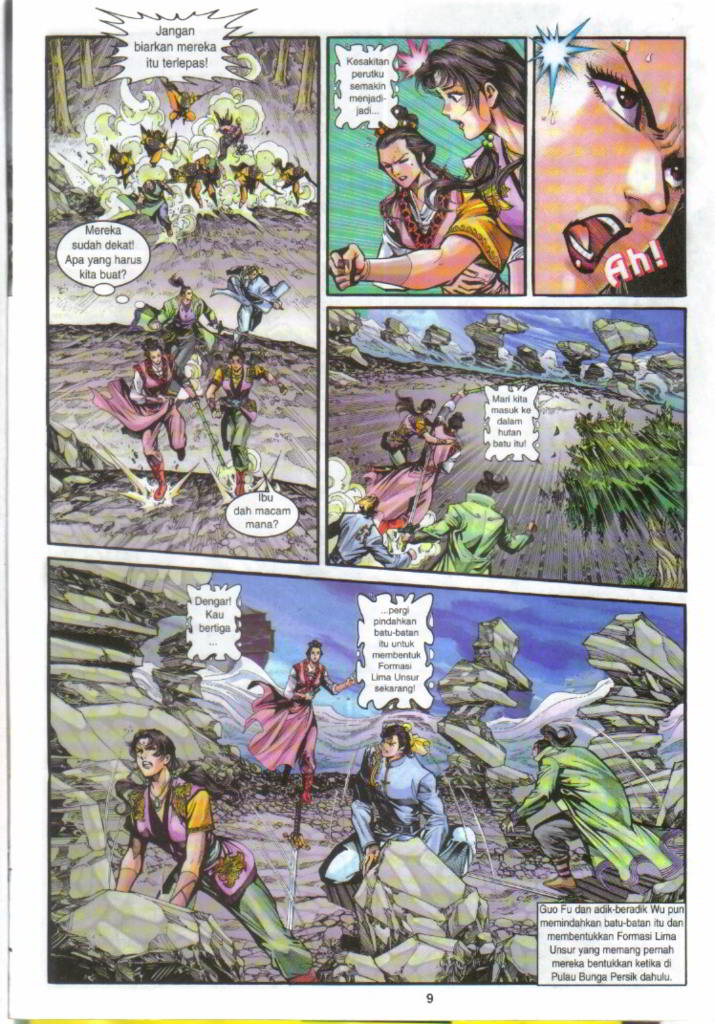 Jangan
biarkan mereka
itu terlepas!
Mereka
sudah dekat!
Apa yang harus
kita buat?
Ibu
dah macam
mana?
Kesakitan
perutku
semakin
menjadi-
jadi...
Ah!
Mari kita
masuk ke
dalam
hutan
batu itu!
Dengar!
Kau
bertiga
...
...pergi
pindahkan
batu-batan
itu untuk
membentuk
Formasi
Lima Unsur
sekarang!
Guo Fu dan adik-beradik Wu pun
memindahkan batu-batan itu dan
membentukkan Formasi Lima
Unsur yang memang pernah
mereka bentukkan ketika di
Pulau Bunga Persik dahulu.
9